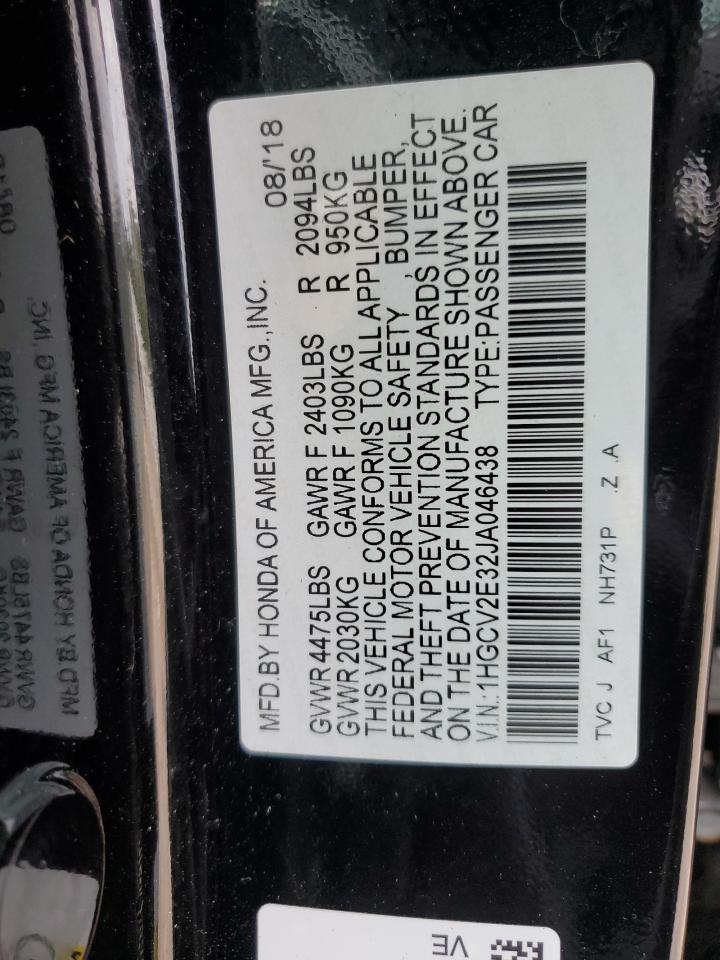 MFD.BY HONDA OF AMERICA MFG.,INC. 08/'18
GVWR 4475LBS GAWR F 2403LBS R 2094LBS
GVWR 2030KG GAWR F 1090KG R 950KG
THIS VEHICLE CONFORMS TO ALL APPLICABLE
FEDERAL MOTOR VEHICLE SAFETY , BUMPER,
AND THEFT PREVENTION STANDARDS IN EFFECT
ON THE DATE OF MANUFACTURE SHOWN ABOVE.
V.I.N.:1HGCV2E32JA046438 TYPE:PASSENGER CAR
TVC J AF1 NH731P .Z .A
VE